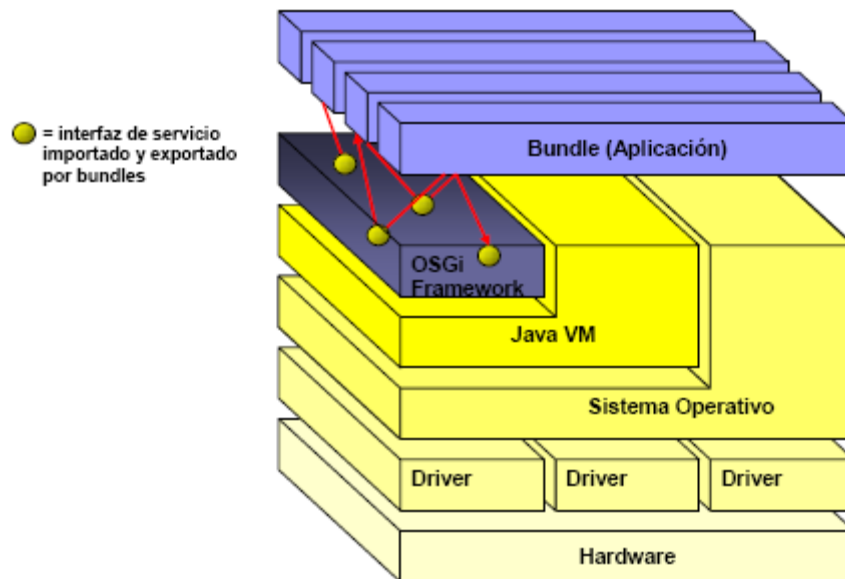 = interfaz de servicio
importado y exportado
por bundles
Bundle (Aplicación)
OSGi
Framework
Java VM
Sistema Operativo
Driver
Driver
Driver
Hardware